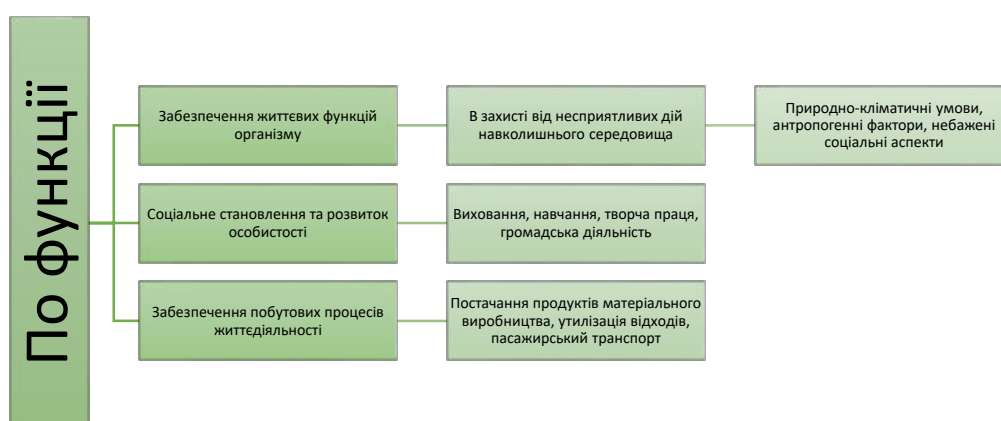 По функції
Забезпечення життєвих функцій
організму
В захисті від несприятливих дій
навколишнього середовища
Природно-кліматичні умови,
антропогенні фактори, небажені
соціальні аспекти
Соціальне становлення та розвиток
особистості
Виховання, навчання, творча праця,
громадська діяльність
Забезпечення побутових процесів
життєдіяльності
Постачання продуктів матеріального
виробництва, утилізація відходів,
пасажирський транспорт